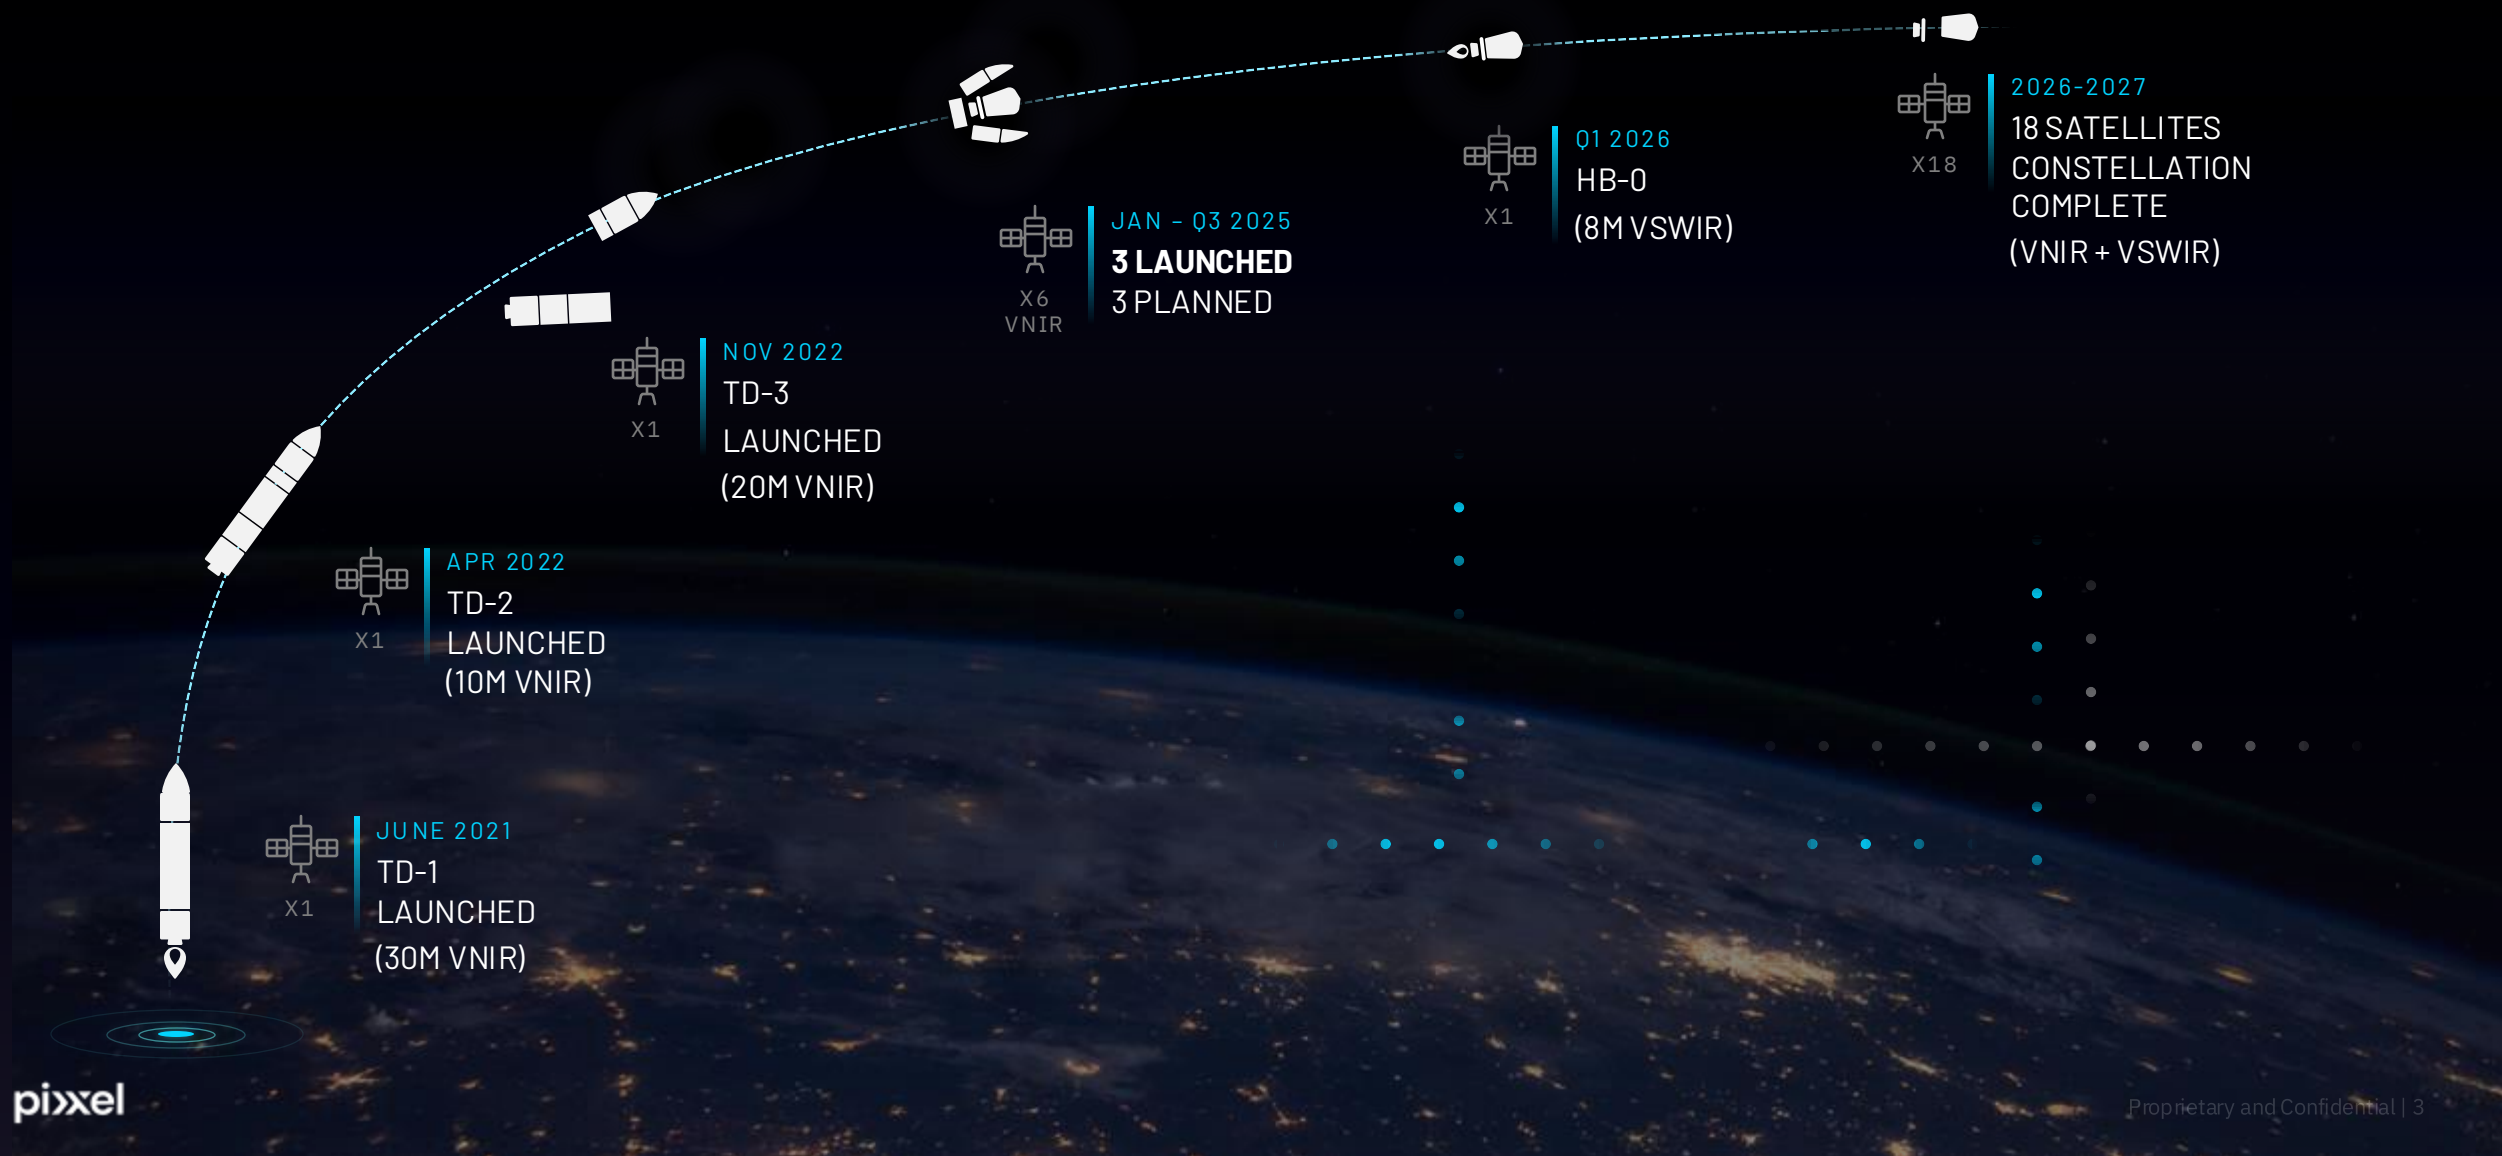 JUNE 2021
TD-1
LAUNCHED
(30M VNIR)
X1
APR 2022
TD-2
LAUNCHED
(10M VNIR)
X1
NOV 2022
TD-3
LAUNCHED
(20M VNIR)
X1
JAN – Q3 2025
3 LAUNCHED
3 PLANNED
X6
VNIR
Q1 2026
HB-0
(8M VSWIR)
X1
2026-2027
18 SATELLITES
CONSTELLATION
COMPLETE
(VNIR + VSWIR)
X18
pixxel
Proprietary and Confidential | 3